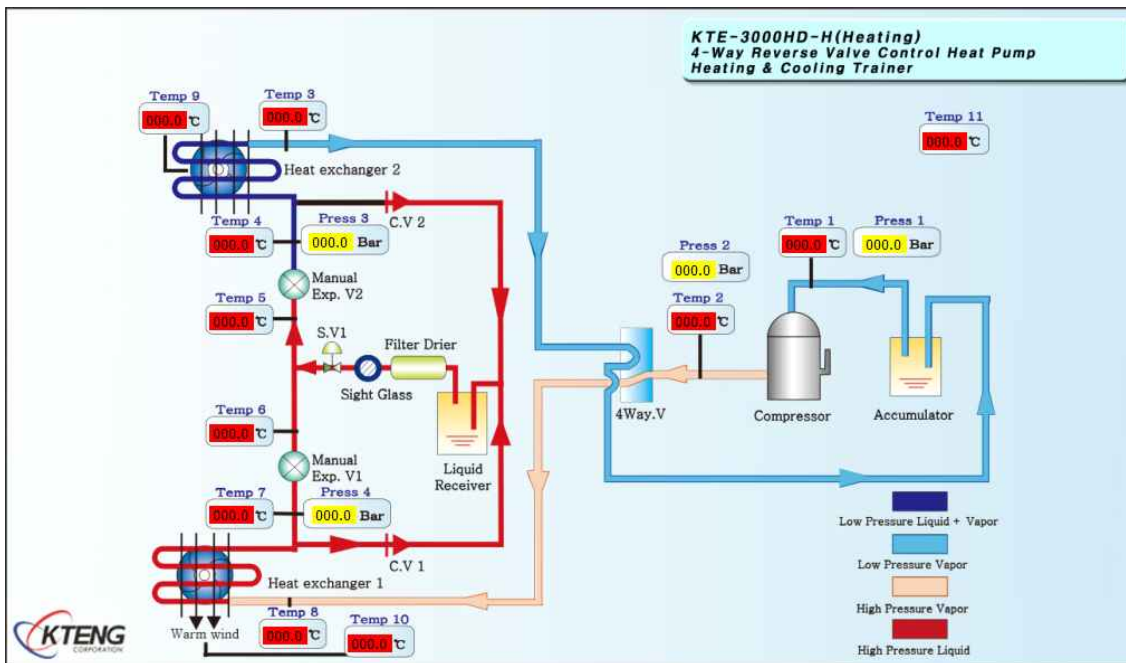 KTE-3000HD-H(Heating)
4-Way Reverse Valve Control Heat Pump
Heating & Cooling Trainer
Temp 9
000.0 ℃
Temp 3
000.0 ℃
Temp 11
000.0 ℃
Heat exchanger 2
Temp 4
000.0 ℃
Press 3
000.0 Bar
C.V 2
Temp 1
000.0 ℃
Press 1
000.0 Bar
Press 2
000.0 Bar
Manual
Exp. V2
Temp 5
000.0 ℃
Temp 2
000.0 ℃
S.V1
Filter Drier
Sight Glass
4Way.V
Compressor
Accumulator
Temp 6
000.0 ℃
Manual
Exp. V1
Liquid
Receiver
Temp 7
000.0 ℃
Press 4
000.0 Bar
C.V 1
Heat exchanger 1
Temp 8
000.0 ℃
Temp 10
000.0 ℃
Warm wind
Low Pressure Liquid + Vapor
Low Pressure Vapor
High Pressure Vapor
High Pressure Liquid
KTENG
CORPORATION